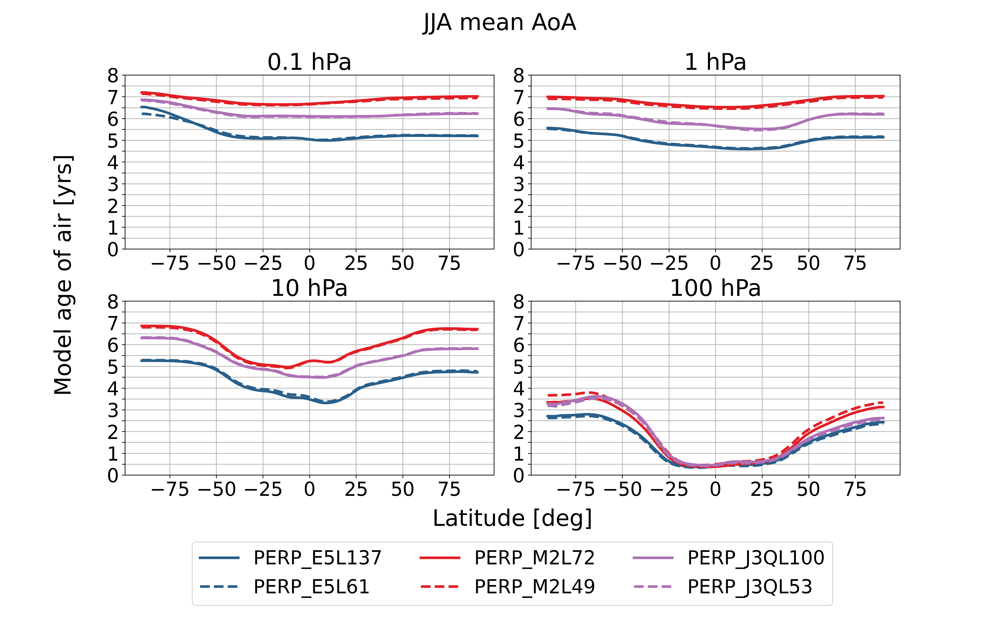 JJA mean AoA
0.1 hPa
1 hPa
8
7
6
5
4
3
2
1
0
−75 −50 −25 0 25 50 75
8
7
6
5
4
3
2
1
0
−75 −50 −25 0 25 50 75
10 hPa
100 hPa
8
7
6
5
4
3
2
1
0
−75 −50 −25 0 25 50 75
8
7
6
5
4
3
2
1
0
−75 −50 −25 0 25 50 75
Model age of air [yrs]
Latitude [deg]
PERP_E5L137 PERP_M2L72 PERP_J3QL100
PERP_E5L61 PERP_M2L49 PERP_J3QL53